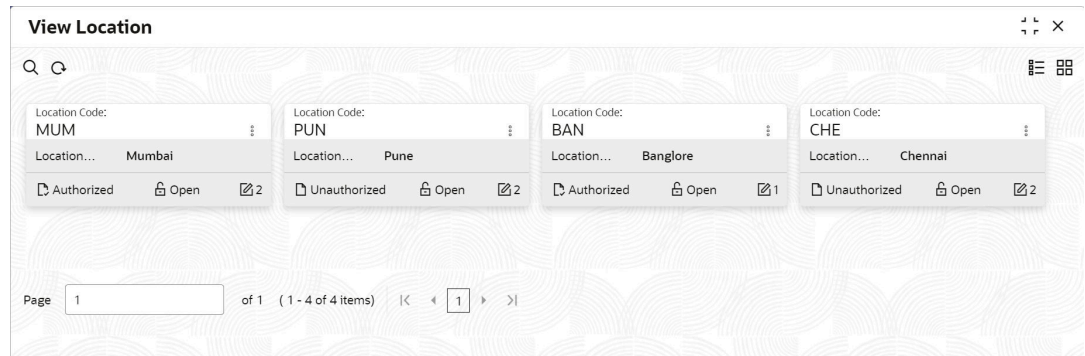 View Location
Location Code:
MUM
Location... Mumbai
Authorized Open 2
Location Code:
PUN
Location... Pune
Unauthorized Open 2
Location Code:
BAN
Location... Banglore
Authorized Open 1
Location Code:
CHE
Location... Chennai
Unauthorized Open 2
Page 1 of 1 ( 1 - 4 of 4 items) 1